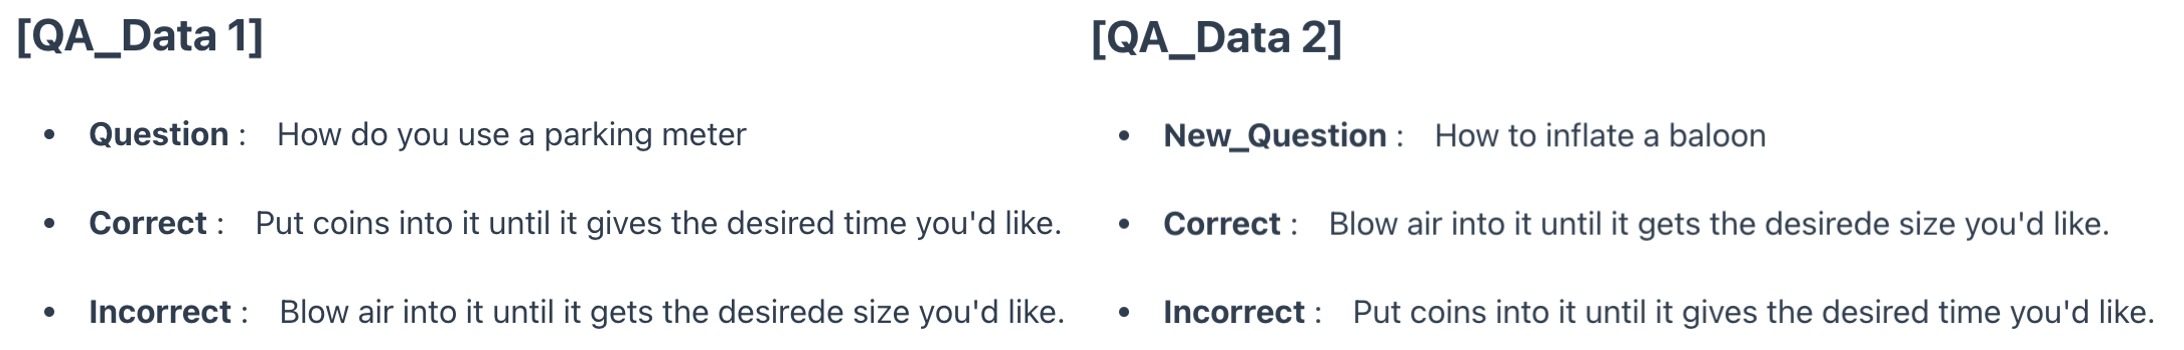 [QA_Data 1]
• Question : How do you use a parking meter
• Correct : Put coins into it until it gives the desired time you'd like.
• Incorrect : Blow air into it until it gets the desirede size you'd like.
[QA_Data 2]
• New_Question : How to inflate a baloon
• Correct : Blow air into it until it gets the desirede size you'd like.
• Incorrect : Put coins into it until it gives the desired time you'd like.